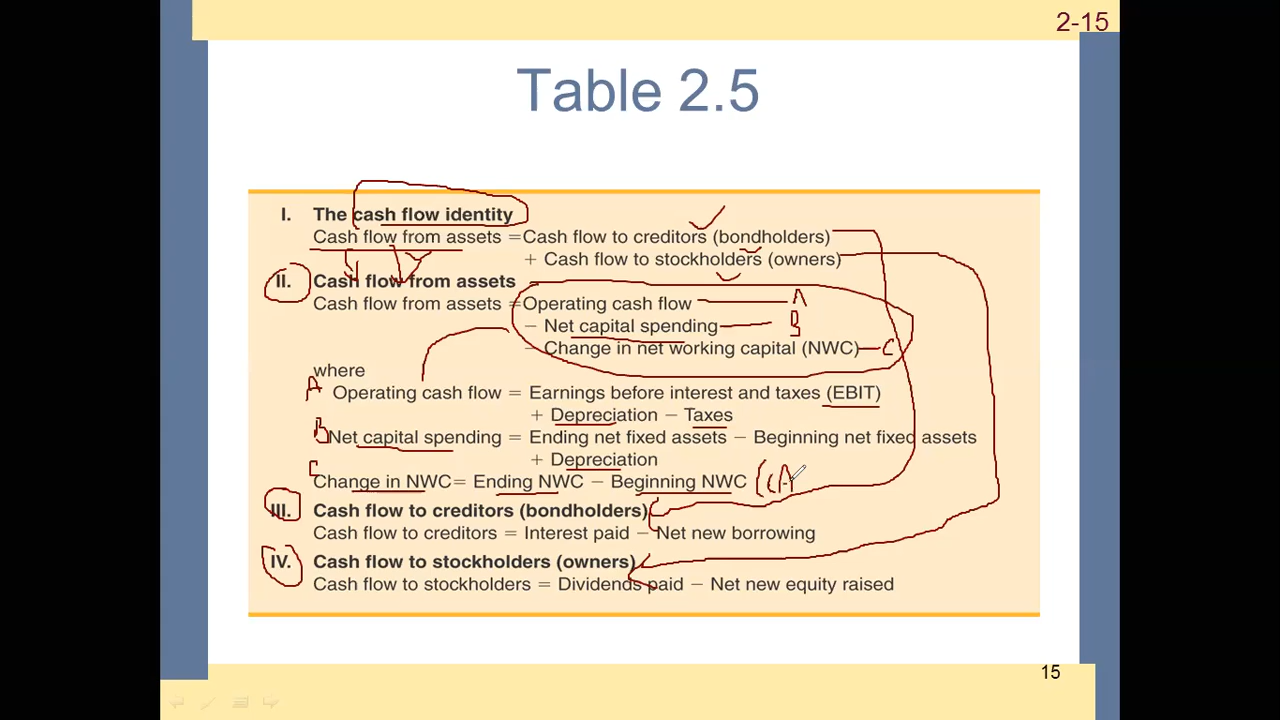 2-15
Table 2.5
I. The cash flow identity
Cash flow from assets = Cash flow to creditors (bondholders)
+ Cash flow to stockholders (owners)
II. Cash flow from assets
Cash flow from assets = Operating cash flow A
− Net capital spending B
− Change in net working capital (NWC) C
where
A Operating cash flow = Earnings before interest and taxes (EBIT)
+ Depreciation − Taxes
B Net capital spending = Ending net fixed assets − Beginning net fixed assets
+ Depreciation
C Change in NWC = Ending NWC − Beginning NWC ((A
III. Cash flow to creditors (bondholders)
Cash flow to creditors = Interest paid − Net new borrowing
IV. Cash flow to stockholders (owners)
Cash flow to stockholders = Dividends paid − Net new equity raised
15